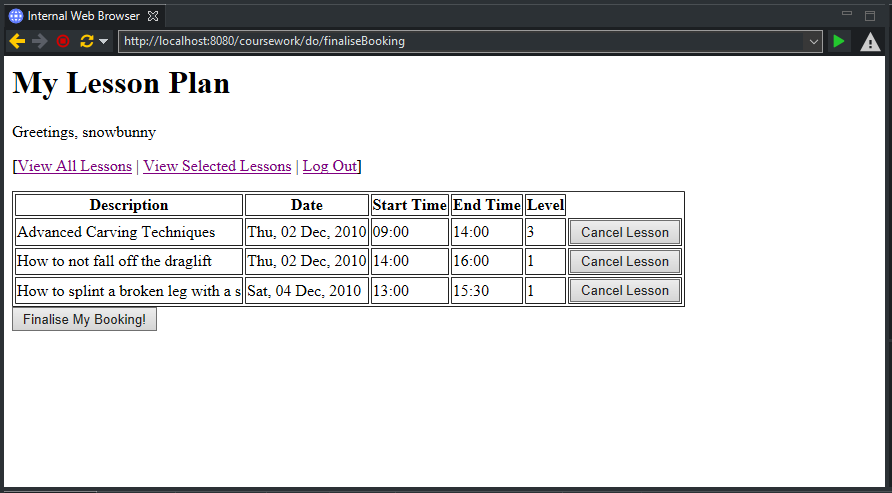 Internal Web Browser
http://localhost:8080/coursework/do/finaliseBooking
My Lesson Plan
Greetings, snowbunny
[View All Lessons | View Selected Lessons | Log Out]
Description Date Start Time End Time Level
Advanced Carving Techniques Thu, 02 Dec, 2010 09:00 14:00 3 Cancel Lesson
How to not fall off the draglift Thu, 02 Dec, 2010 14:00 16:00 1 Cancel Lesson
How to splint a broken leg with a s Sat, 04 Dec, 2010 13:00 15:30 1 Cancel Lesson
Finalise My Booking!